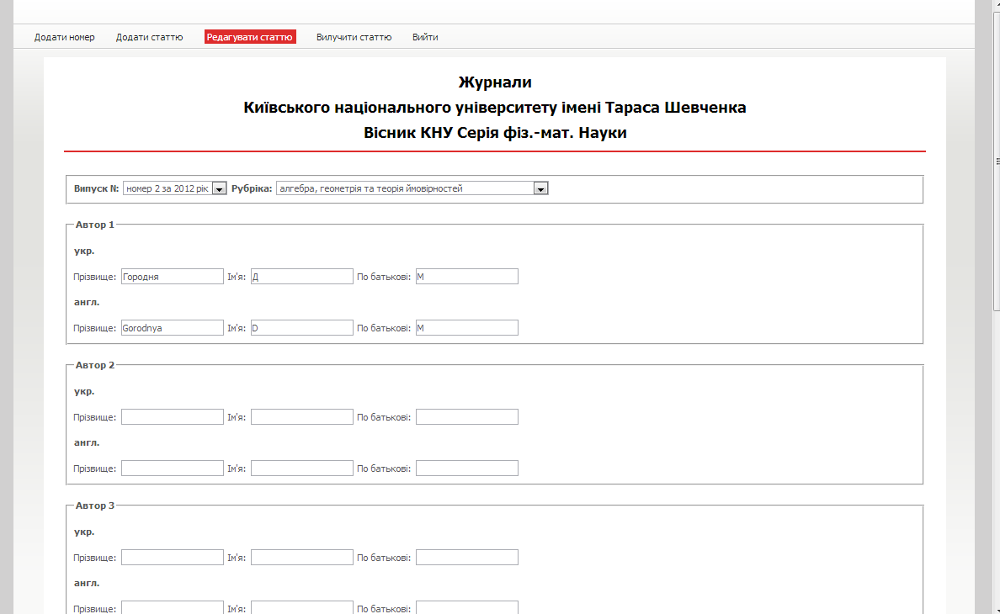 Додати номер Додати статтю Редагувати статтю Вилучити статтю Вийти
Журнали
Київського національного університету імені Тараса Шевченка
Вісник КНУ Серія фіз.-мат. Науки
Випуск №: номер 2 за 2012 рік Рубріка: алгебра, геометрія та теорія ймовірностей
Автор 1
укр.
Прізвище: Городня Ім'я: Д По батькові: М
англ.
Прізвище: Gorodnya Ім'я: D По батькові: M
Автор 2
укр.
Прізвище: Ім'я: По батькові:
англ.
Прізвище: Ім'я: По батькові:
Автор 3
укр.
Прізвище: Ім'я: По батькові:
англ.
Прізвище: Ім'я: По батькові: